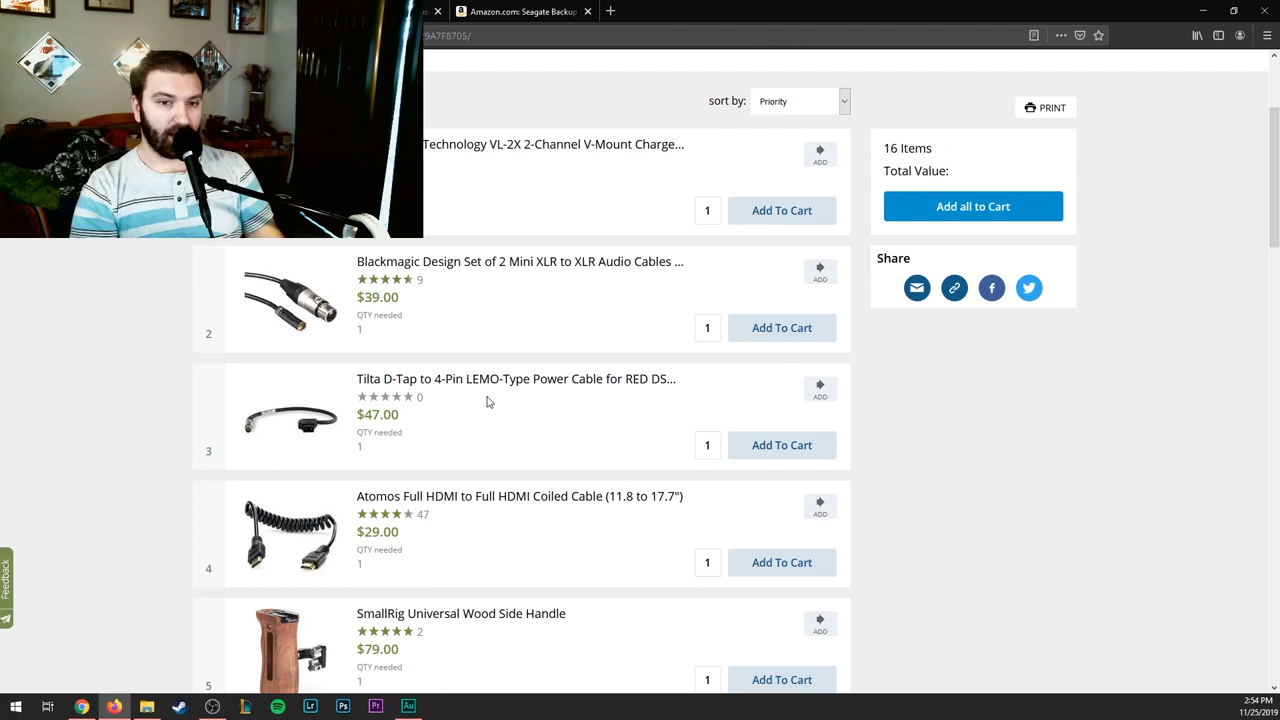 Amazon.com: Seagate Backup
29A7F8705/
sort by:
Priority
PRINT
Technology VL-2X 2-Channel V-Mount Charge...
ADD
1
Add To Cart
16 Items
Total Value:
Add all to Cart
Share
2
Blackmagic Design Set of 2 Mini XLR to XLR Audio Cables ...
9
$39.00
QTY needed
1
ADD
1
Add To Cart
3
Tilta D-Tap to 4-Pin LEMO-Type Power Cable for RED DS...
0
$47.00
QTY needed
1
ADD
1
Add To Cart
4
Atomos Full HDMI to Full HDMI Coiled Cable (11.8 to 17.7")
47
$29.00
QTY needed
1
ADD
1
Add To Cart
5
SmallRig Universal Wood Side Handle
2
$79.00
QTY needed
1
ADD
1
Add To Cart
Feedback
Lr
Ps
Pr
Au
2:54 PM
11/25/2019